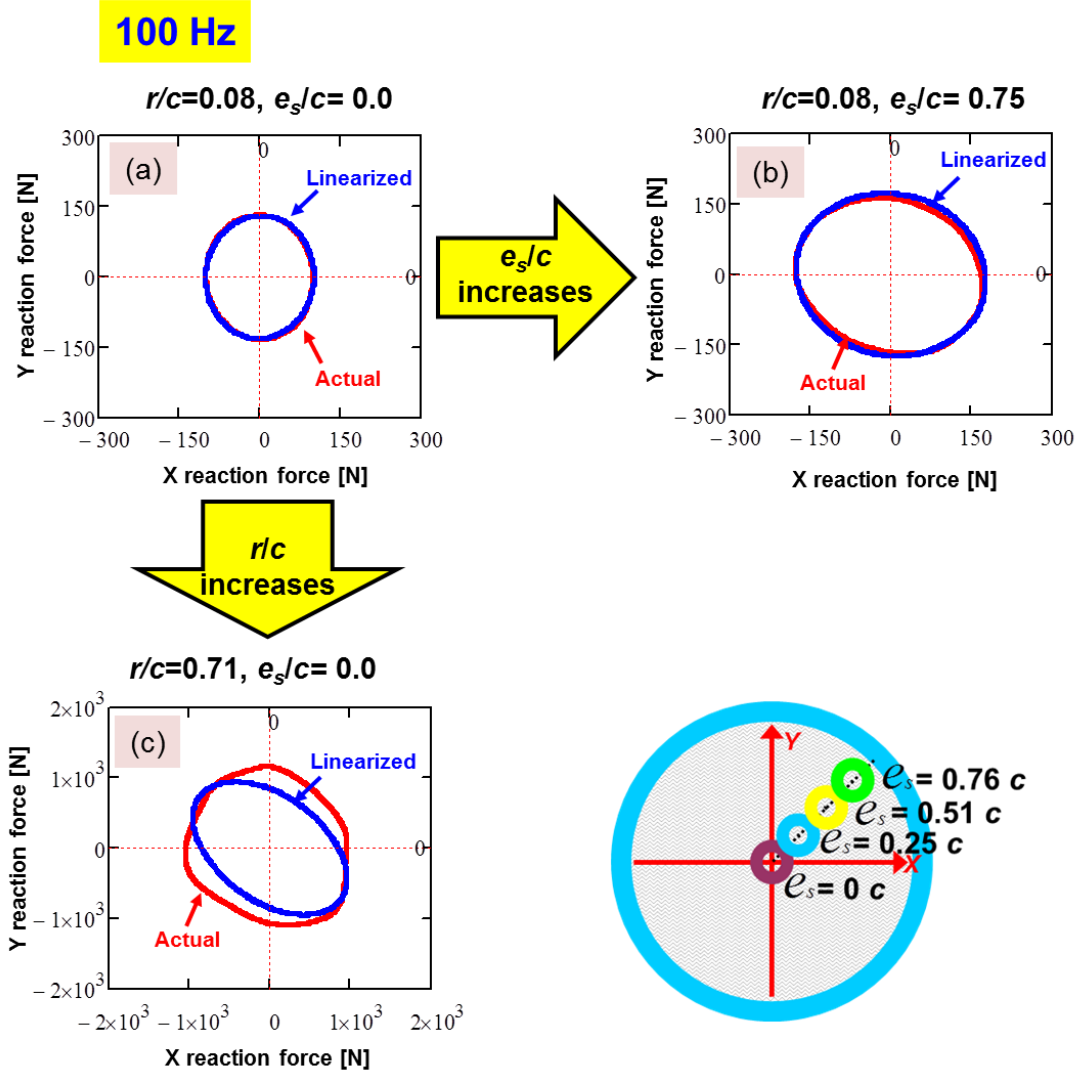 100 Hz
r/c=0.08, es/c= 0.0
300
150
0
– 150
– 300
– 300
– 150
0
150
300
0
0
(a)
Linearized
Actual
Y reaction force [N]
X reaction force [N]
es/c
increases
r/c=0.08, es/c= 0.75
300
150
0
– 150
– 300
– 300
– 150
0
150
300
0
0
(b)
Linearized
Actual
Y reaction force [N]
X reaction force [N]
r/c
increases
r/c=0.71, es/c= 0.0
2×10³
1×10³
0
– 1×10³
– 2×10³
– 2×10³
– 1×10³
0
1×10³
2×10³
0
0
(c)
Linearized
Actual
Y reaction force [N]
X reaction force [N]
Y
X
es= 0.76 c
es= 0.51 c
es= 0.25 c
es= 0 c